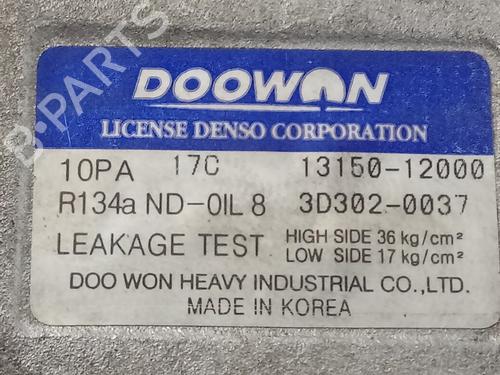 DOOWON
LICENSE DENSO CORPORATION
10PA 17C 13150-12000
R134a ND-OIL 8 3D302-0037
LEAKAGE TEST HIGH SIDE 36 kg/cm²
LOW SIDE 17 kg/cm²
DOO WON HEAVY INDUSTRIAL CO.,LTD.
MADE IN KOREA
B-PARTS